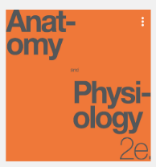 Anat-
omy
and
Physi-
ology
2e